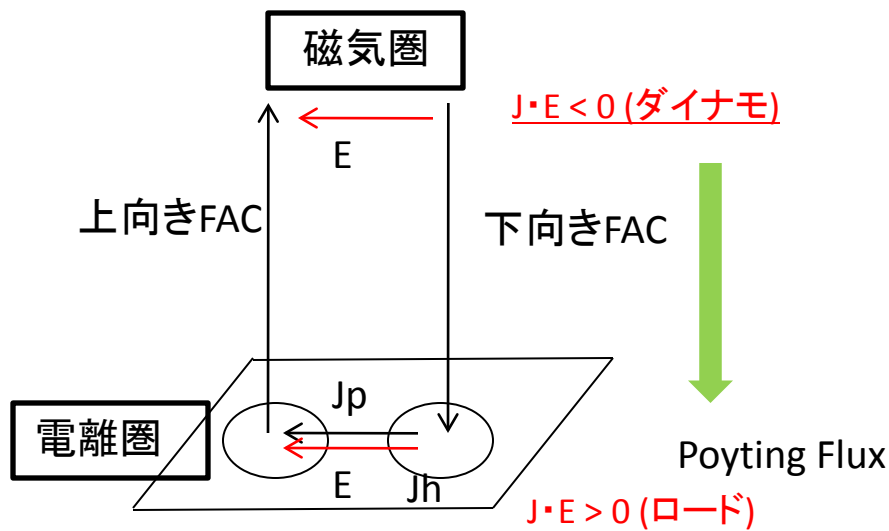 磁気圏
J・E < 0 (ダイナモ)
E
上向きFAC
下向きFAC
Jp
電離圏
E
Jh
Poyting Flux
J・E > 0 (ロード)